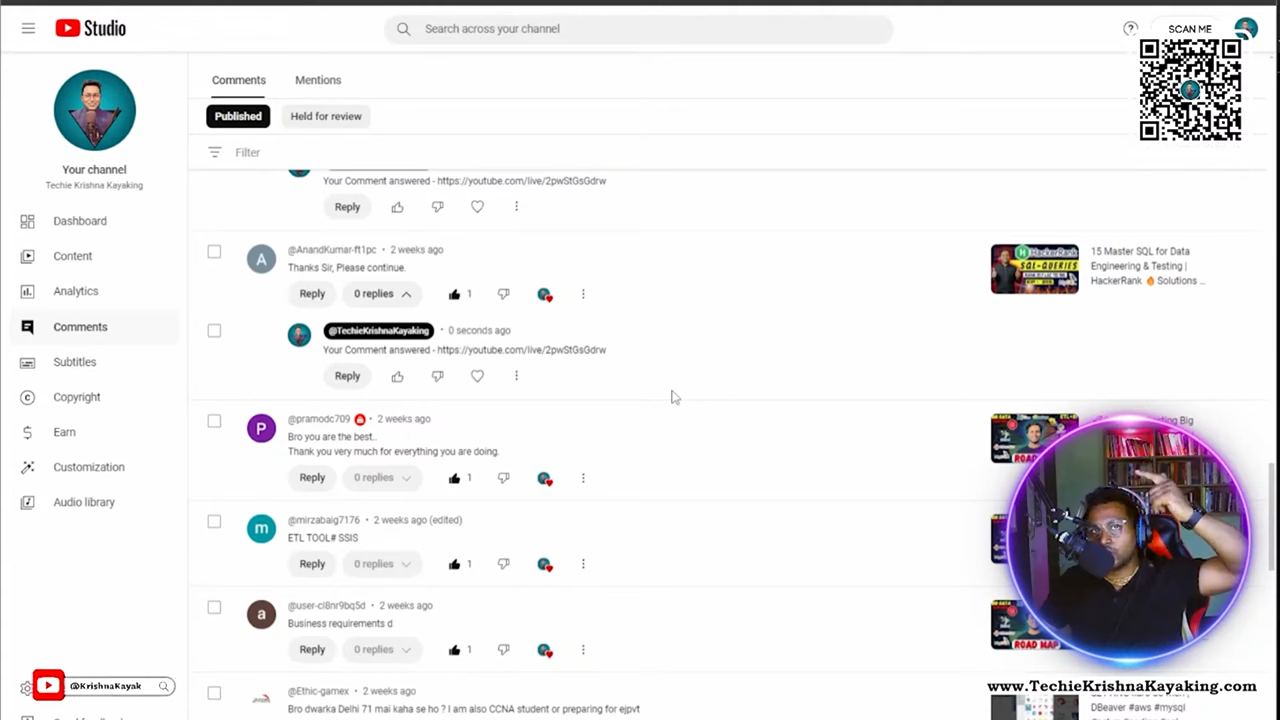 Studio
Search across your channel
SCAN ME
Your channel
Techie Krishna Kayaking
Dashboard
Content
Analytics
Comments
Subtitles
Copyright
Earn
Customization
Audio library
@KrishnaKayak
Comments
Mentions
Published
Held for review
Filter
Your Comment answered - https://youtube.com/live/2pwStGsGdrw
Reply
@AnandKumar-ft1pc • 2 weeks ago
Thanks Sir, Please continue.
Reply
0 replies
1
15 Master SQL for Data
Engineering & Testing |
HackerRank 🔥 Solutions ...
HackerRank
SQL-QUERIES
@TechieKrishnaKayaking • 0 seconds ago
Your Comment answered - https://youtube.com/live/2pwStGsGdrw
Reply
@pramodc709 • 2 weeks ago
Bro you are the best..
Thank you very much for everything you are doing.
Reply
0 replies
1
@mirzabaig7176 • 2 weeks ago (edited)
ETL TOOL# SSIS
Reply
0 replies
1
@user-cl8nr9bq5d • 2 weeks ago
Business requirements d
Reply
0 replies
1
ROAD MAP
@Ethic-gamex • 2 weeks ago
Bro dwarka Delhi 71 mai kaha se ho ? I am also CCNA student or preparing for ejpvt
www.TechieKrishnaKayaking.com
DBeaver #aws #mysql